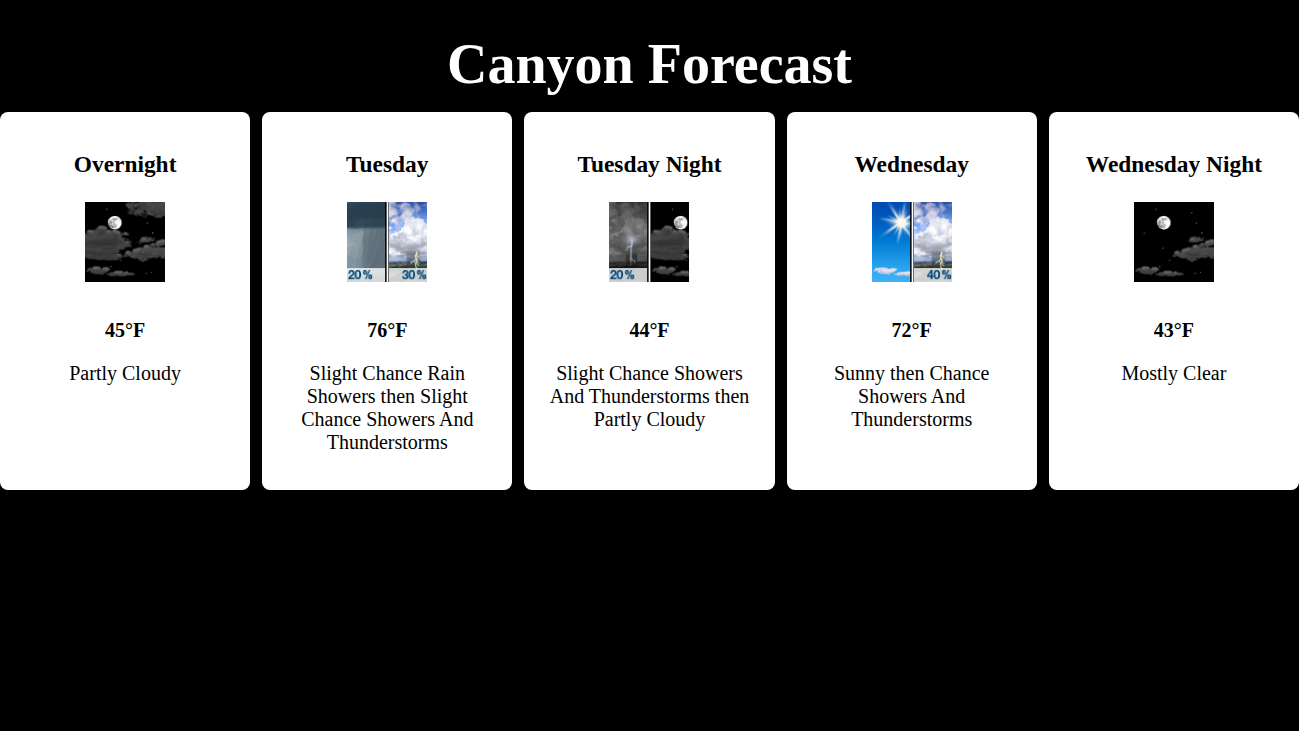 Canyon Forecast
Overnight
45°F
Partly Cloudy
Tuesday
20%
30%
76°F
Slight Chance Rain
Showers then Slight
Chance Showers And
Thunderstorms
Tuesday Night
20%
44°F
Slight Chance Showers
And Thunderstorms then
Partly Cloudy
Wednesday
40%
72°F
Sunny then Chance
Showers And
Thunderstorms
Wednesday Night
43°F
Mostly Clear